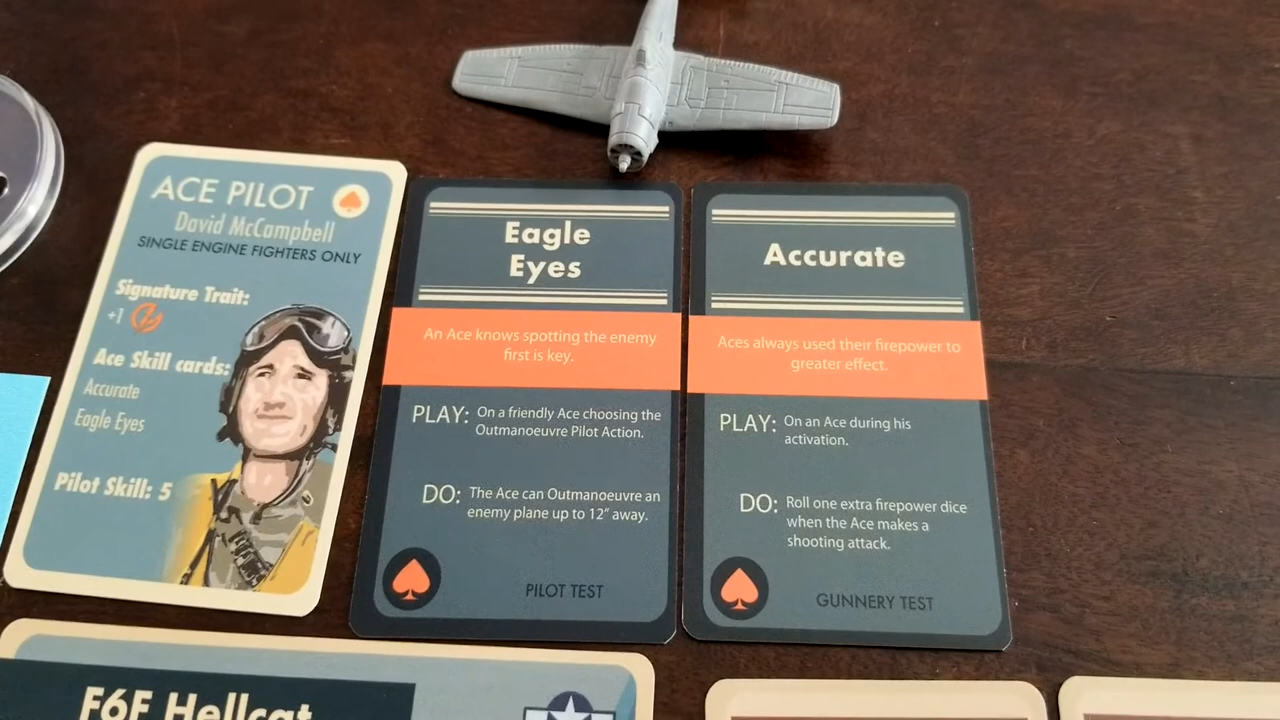 ACE PILOT
David McCampbell
SINGLE ENGINE FIGHTERS ONLY
Signature Trait:
+1
Ace Skill cards:
Accurate
Eagle Eyes
Pilot Skill: 5
Eagle
Eyes
An Ace knows spotting the enemy
first is key.
PLAY: On a friendly Ace choosing the
Outmanoeuvre Pilot Action.
DO: The Ace can Outmanoeuvre an
enemy plane up to 12" away.
PILOT TEST
Accurate
Aces always used their firepower to
greater effect.
PLAY: On an Ace during his
activation.
DO: Roll one extra firepower dice
when the Ace makes a
shooting attack.
GUNNERY TEST
F6F Hellcat